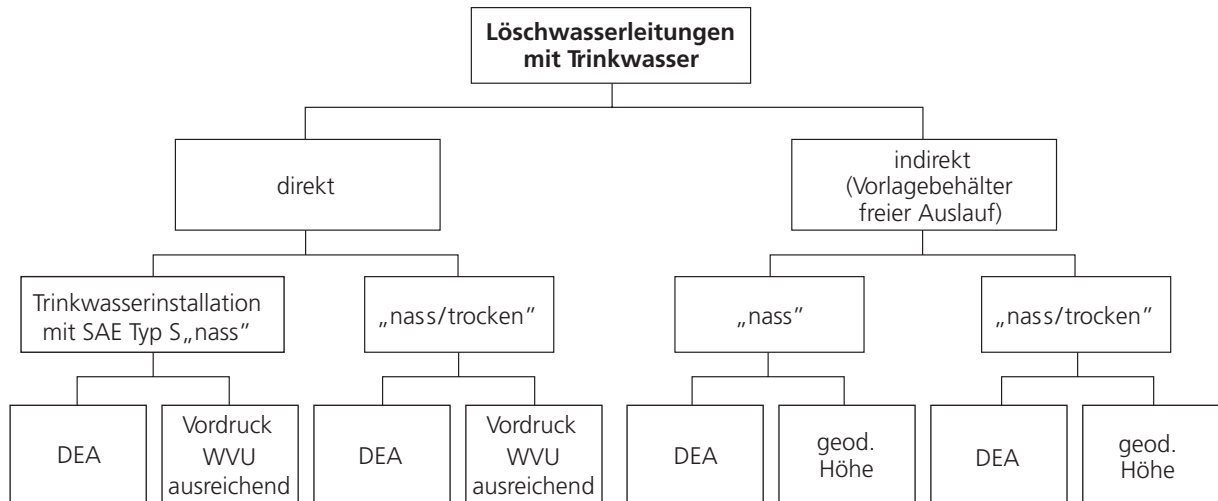 Löschwasserleitungen
mit Trinkwasser
direkt
indirekt
(Vorlagebehälter
freier Auslauf)
Trinkwasserinstallation
mit SAE Typ S„nass”
„nass/trocken”
„nass”
„nass/trocken”
DEA
Vordruck
WVU
ausreichend
DEA
Vordruck
WVU
ausreichend
DEA
geod.
Höhe
DEA
geod.
Höhe